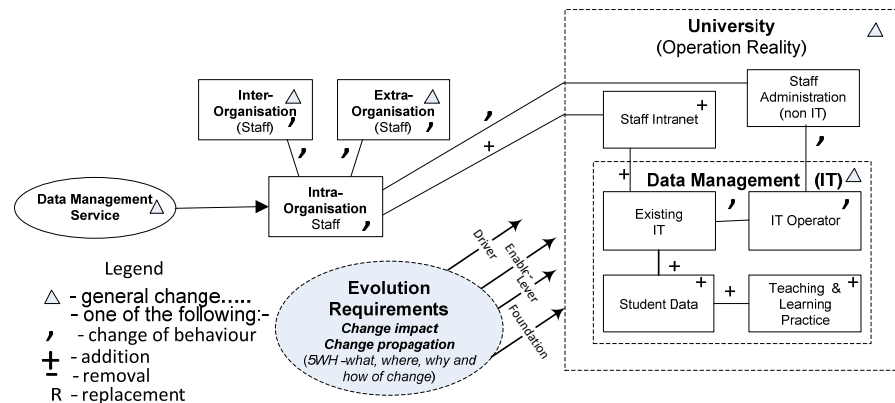 University
(Operation Reality)
Inter-
Organisation
(Staff)
,
Extra-
Organisation
(Staff)
,
,
,
,
+
Staff Intranet
+
Staff
Administration
(non IT)
,
Data Management
Service
Intra-
Organisation
Staff
,
+
Data Management (IT)
Existing
IT
,
IT Operator
,
+
Student Data
+
+
Teaching &
Learning
Practice
+
Driver
Enable-
Lever
Foundation
Evolution
Requirements
Change impact
Change propagation
(5WH -what, where, why and
how of change)
Legend
- general change.....
- one of the following:-
, - change of behaviour
+ - addition
− - removal
R - replacement